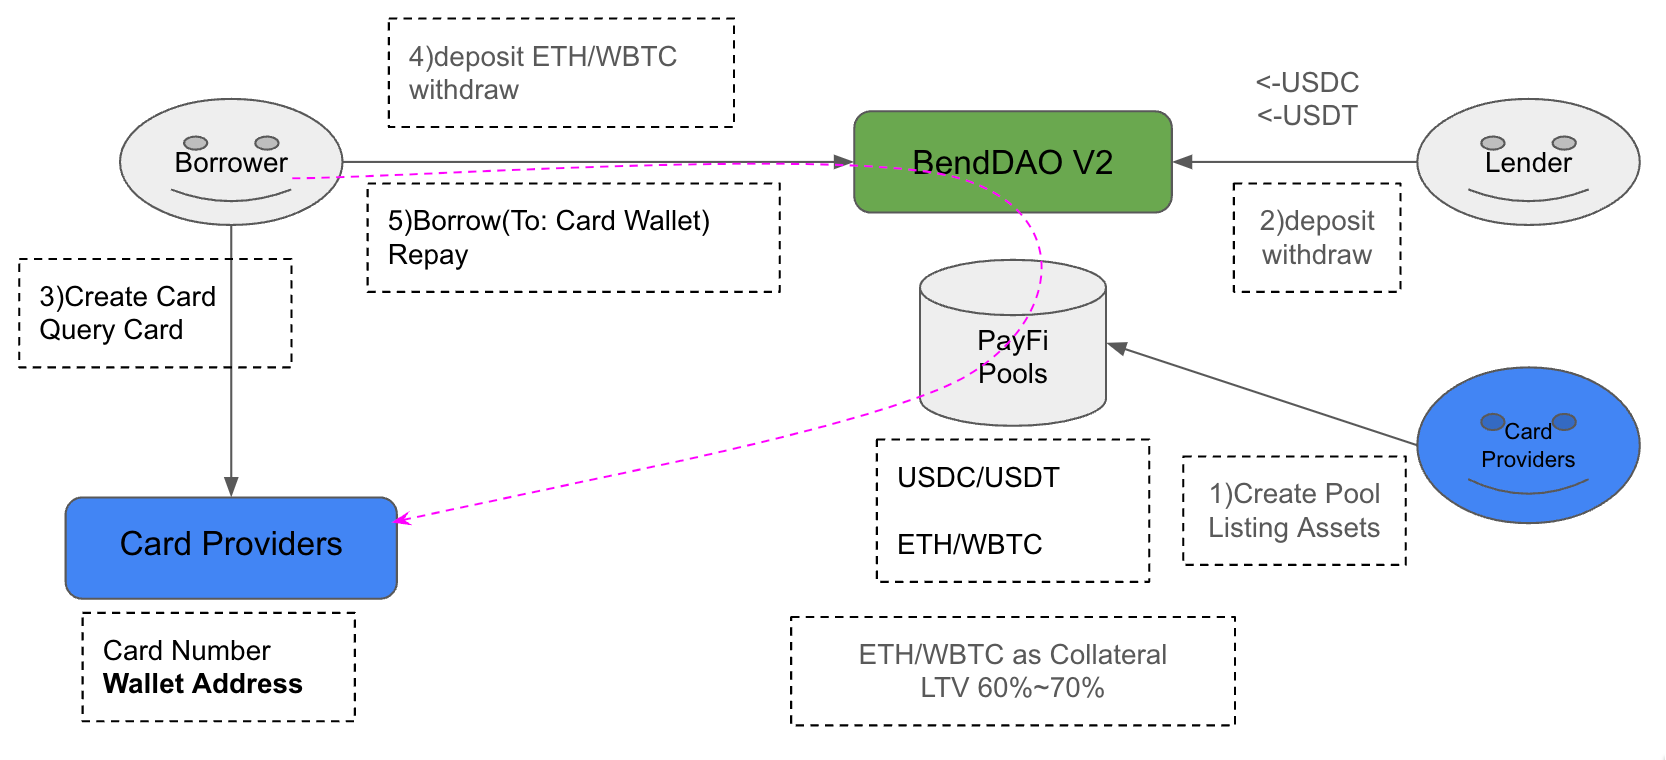 4)deposit ETH/WBTC
withdraw
<-USDC
<-USDT
Borrower
BendDAO V2
Lender
5)Borrow(To: Card Wallet)
Repay
2)deposit
withdraw
3)Create Card
Query Card
PayFi
Pools
Card
Providers
USDC/USDT
ETH/WBTC
1)Create Pool
Listing Assets
Card Providers
Card Number
Wallet Address
ETH/WBTC as Collateral
LTV 60%~70%